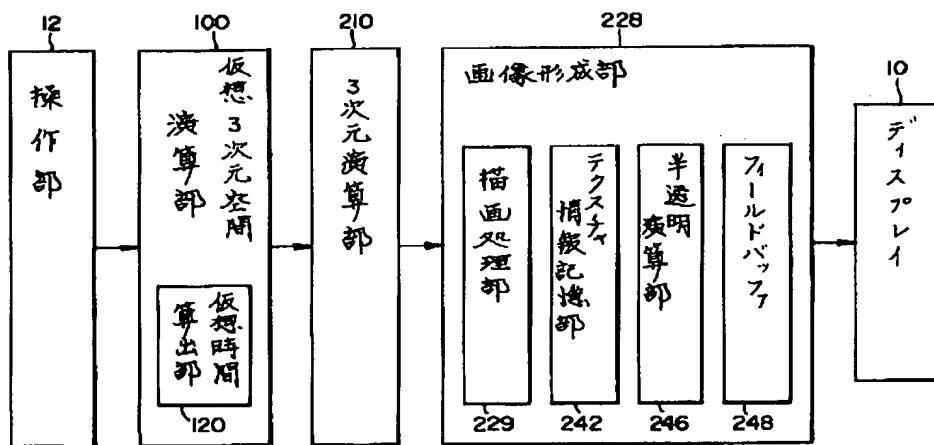 12
100
210
228
10
操作部
仮想3次元空間
演算部
仮想時間
算出部
120
3次元演算部
画像形成部
描画処理部
テクスチャ
情報記憶部
半透明
演算部
フィールドバッファ
229
242
246
248
ディスプレイ